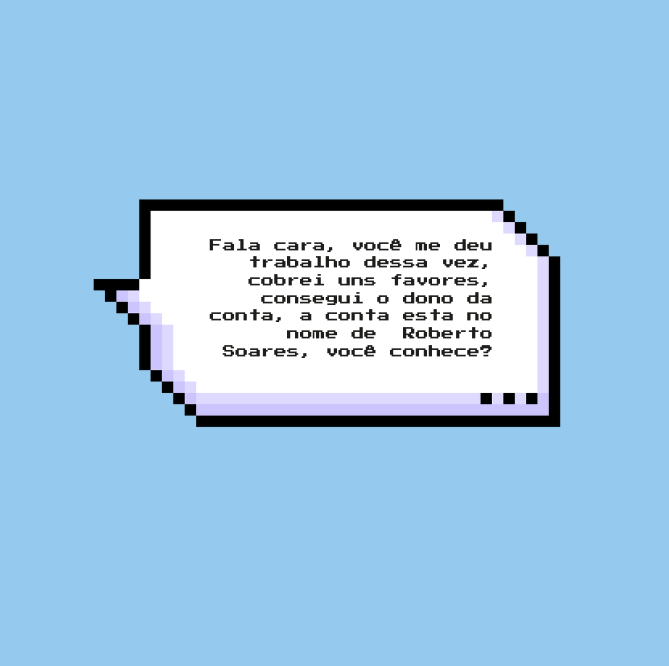 Fala cara, você me deu
trabalho dessa vez,
cobrei uns favores,
consegui o dono da
conta, a conta esta no
nome de  Roberto
Soares, você conhece?